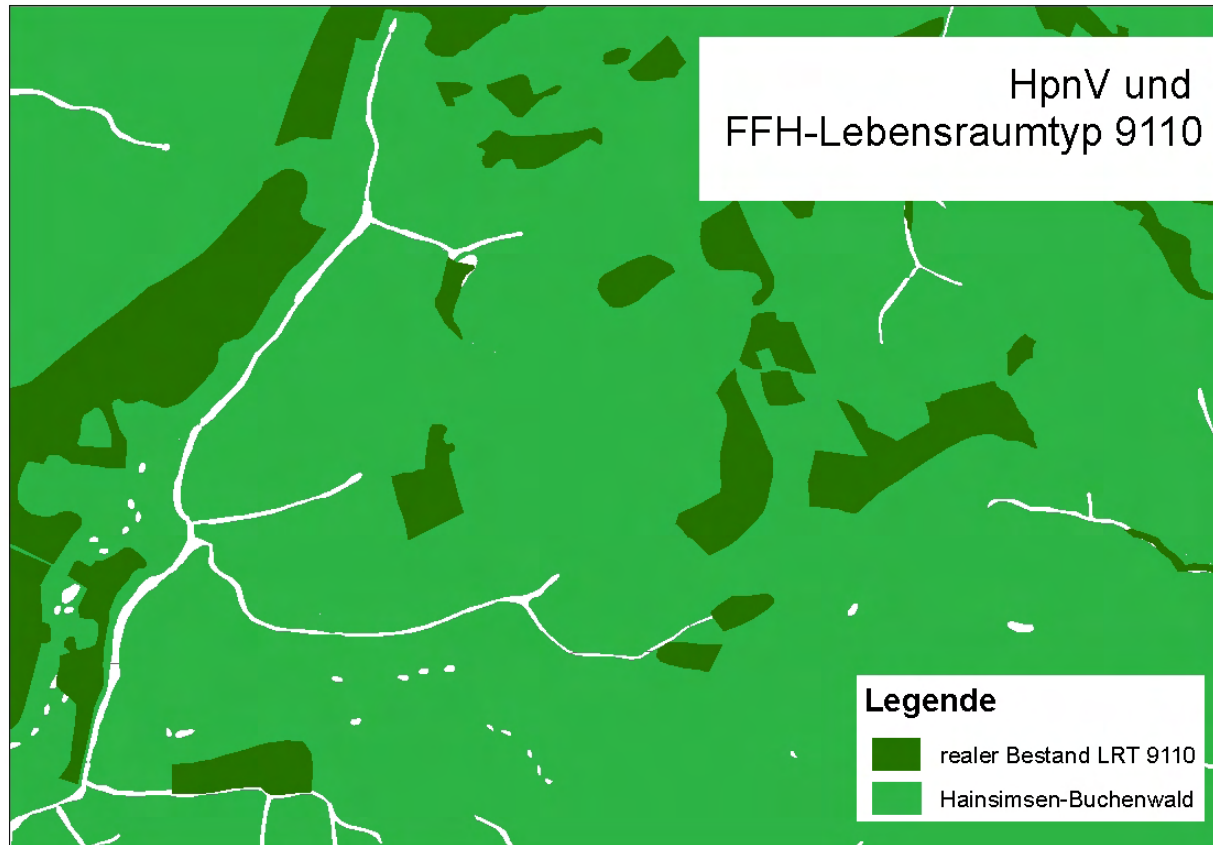 HpnV und
FFH-Lebensraumtyp 9110
Legende
realer Bestand LRT 9110
Hainsimsen-Buchenwald